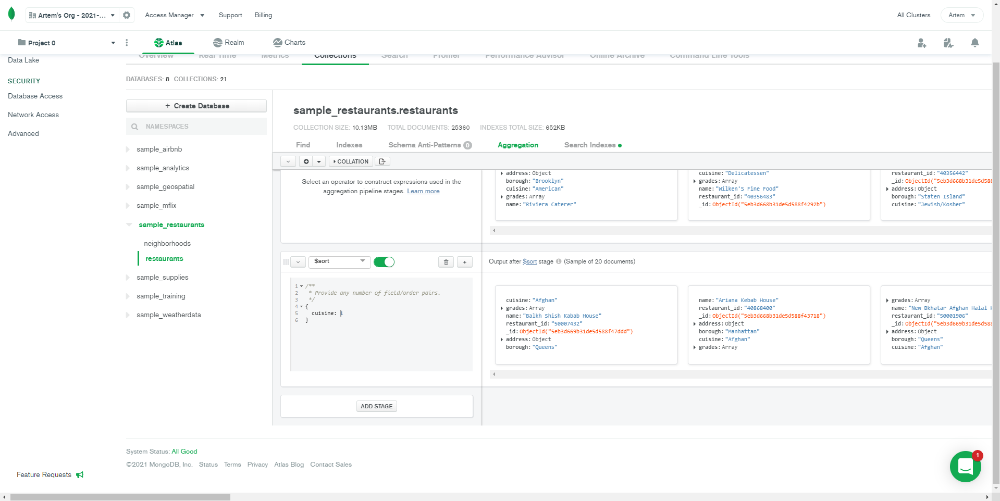 Artem's Org - 2021-...
Access Manager
Support
Billing
All Clusters
Artem
Project 0
Atlas
Realm
Charts
Overview
Real Time
Metrics
Collections
Search
Profiler
Performance Advisor
Online Archive
Command Line Tools
Data Lake
SECURITY
Database Access
Network Access
Advanced
Feature Requests
DATABASES: 8 COLLECTIONS: 21
+ Create Database
NAMESPACES
sample_airbnb
sample_analytics
sample_geospatial
sample_mflix
sample_restaurants
neighborhoods
restaurants
sample_supplies
sample_training
sample_weatherdata
sample_restaurants.restaurants
COLLECTION SIZE: 10.13MB TOTAL DOCUMENTS: 25360 INDEXES TOTAL SIZE: 652KB
Find
Indexes
Schema Anti-Patterns 0
Aggregation
Search Indexes
COLLATION
Select an operator to construct expressions used in the
aggregation pipeline stages. Learn more
address: Object
borough: "Brooklyn"
cuisine: "American"
grades: Array
name: "Riviera Caterer"
cuisine: "Delicatessen"
grades: Array
name: "Wilken'S Fine Food"
restaurant_id: "40356483"
_id: ObjectId("5eb3d668b31de5d588f4292b")
restaurant_id: "40356442"
_id: ObjectId("5eb3d668b31de5d588
address: Object
borough: "Staten Island"
cuisine: "Jewish/Kosher"
$sort
+
Output after $sort stage (Sample of 20 documents)
1 /**
2 * Provide any number of field/order pairs.
3 */
4 {
5 cuisine: 1
6 }
cuisine: "Afghan"
grades: Array
name: "Balkh Shish Kabab House"
restaurant_id: "50007432"
_id: ObjectId("5eb3d669b31de5d588f47ddd")
address: Object
borough: "Queens"
name: "Ariana Kebab House"
restaurant_id: "40868400"
_id: ObjectId("5eb3d668b31de5d588f43718")
address: Object
borough: "Manhattan"
cuisine: "Afghan"
grades: Array
grades: Array
name: "New Bkhatar Afghan Halal
restaurant_id: "50001906"
_id: ObjectId("5eb3d669b31de5d588
address: Object
borough: "Queens"
cuisine: "Afghan"
ADD STAGE
System Status: All Good
©2021 MongoDB, Inc. Status Terms Privacy Atlas Blog Contact Sales
1